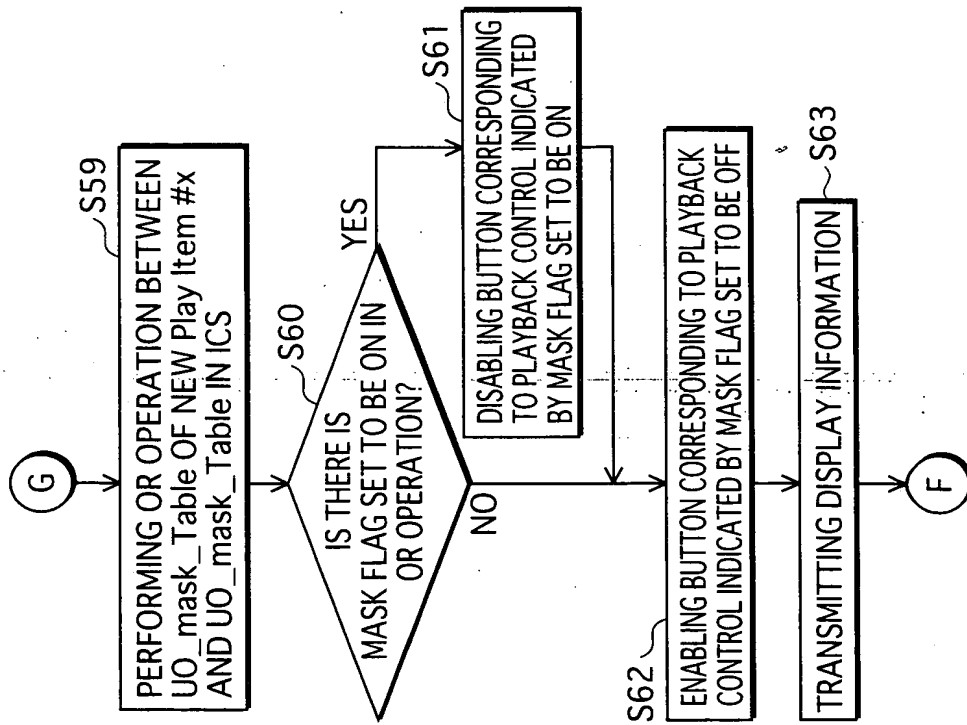 G
S59
PERFORMING OR OPERATION BETWEEN
UO_mask_Table OF NEW Play Item #x
AND UO_mask_Table IN ICS
S60
IS THERE IS
MASK FLAG SET TO BE ON IN
OR OPERATION?
YES
S61
DISABLING BUTTON CORRESPONDING
TO PLAYBACK CONTROL INDICATED
BY MASK FLAG SET TO BE ON
NO
S62
ENABLING BUTTON CORRESPONDING TO PLAYBACK
CONTROL INDICATED BY MASK FLAG SET TO BE OFF
S63
TRANSMITTING DISPLAY INFORMATION
F